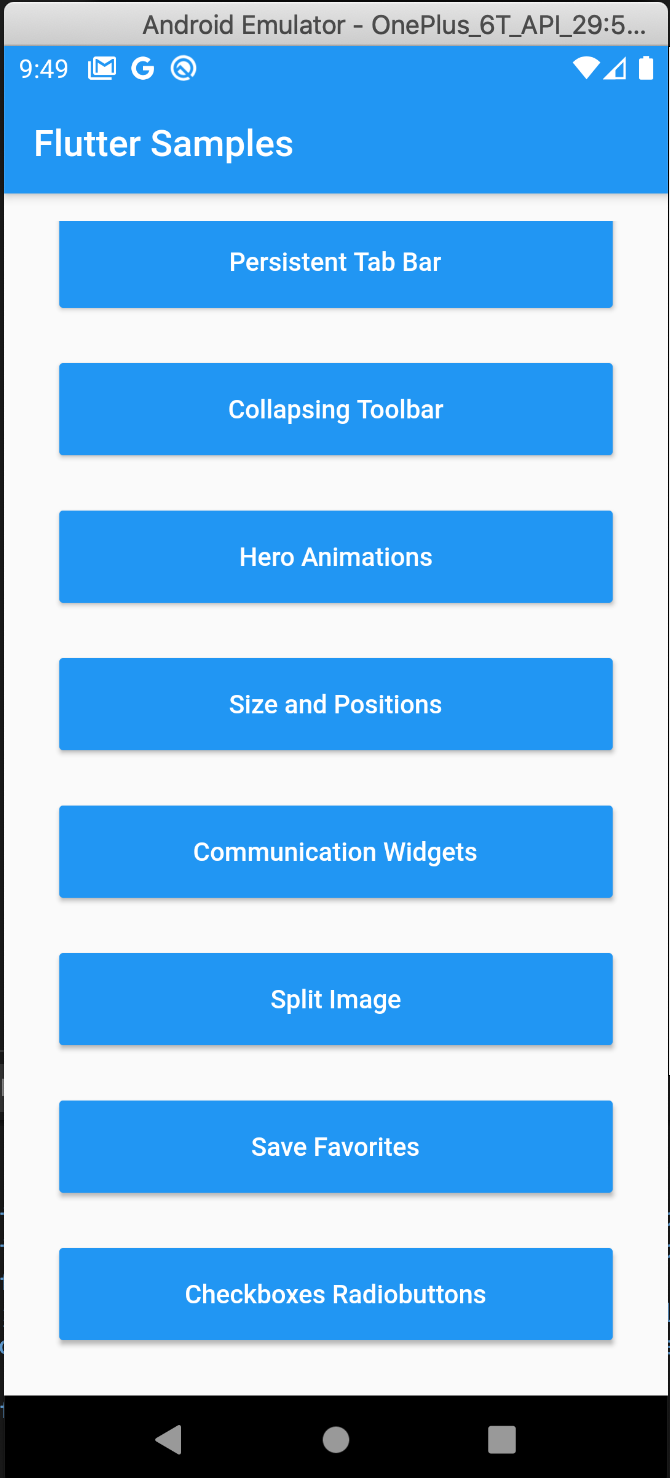 Android Emulator - OnePlus_6T_API_29:5...
9:49
Flutter Samples
Persistent Tab Bar
Collapsing Toolbar
Hero Animations
Size and Positions
Communication Widgets
Split Image
Save Favorites
Checkboxes Radiobuttons